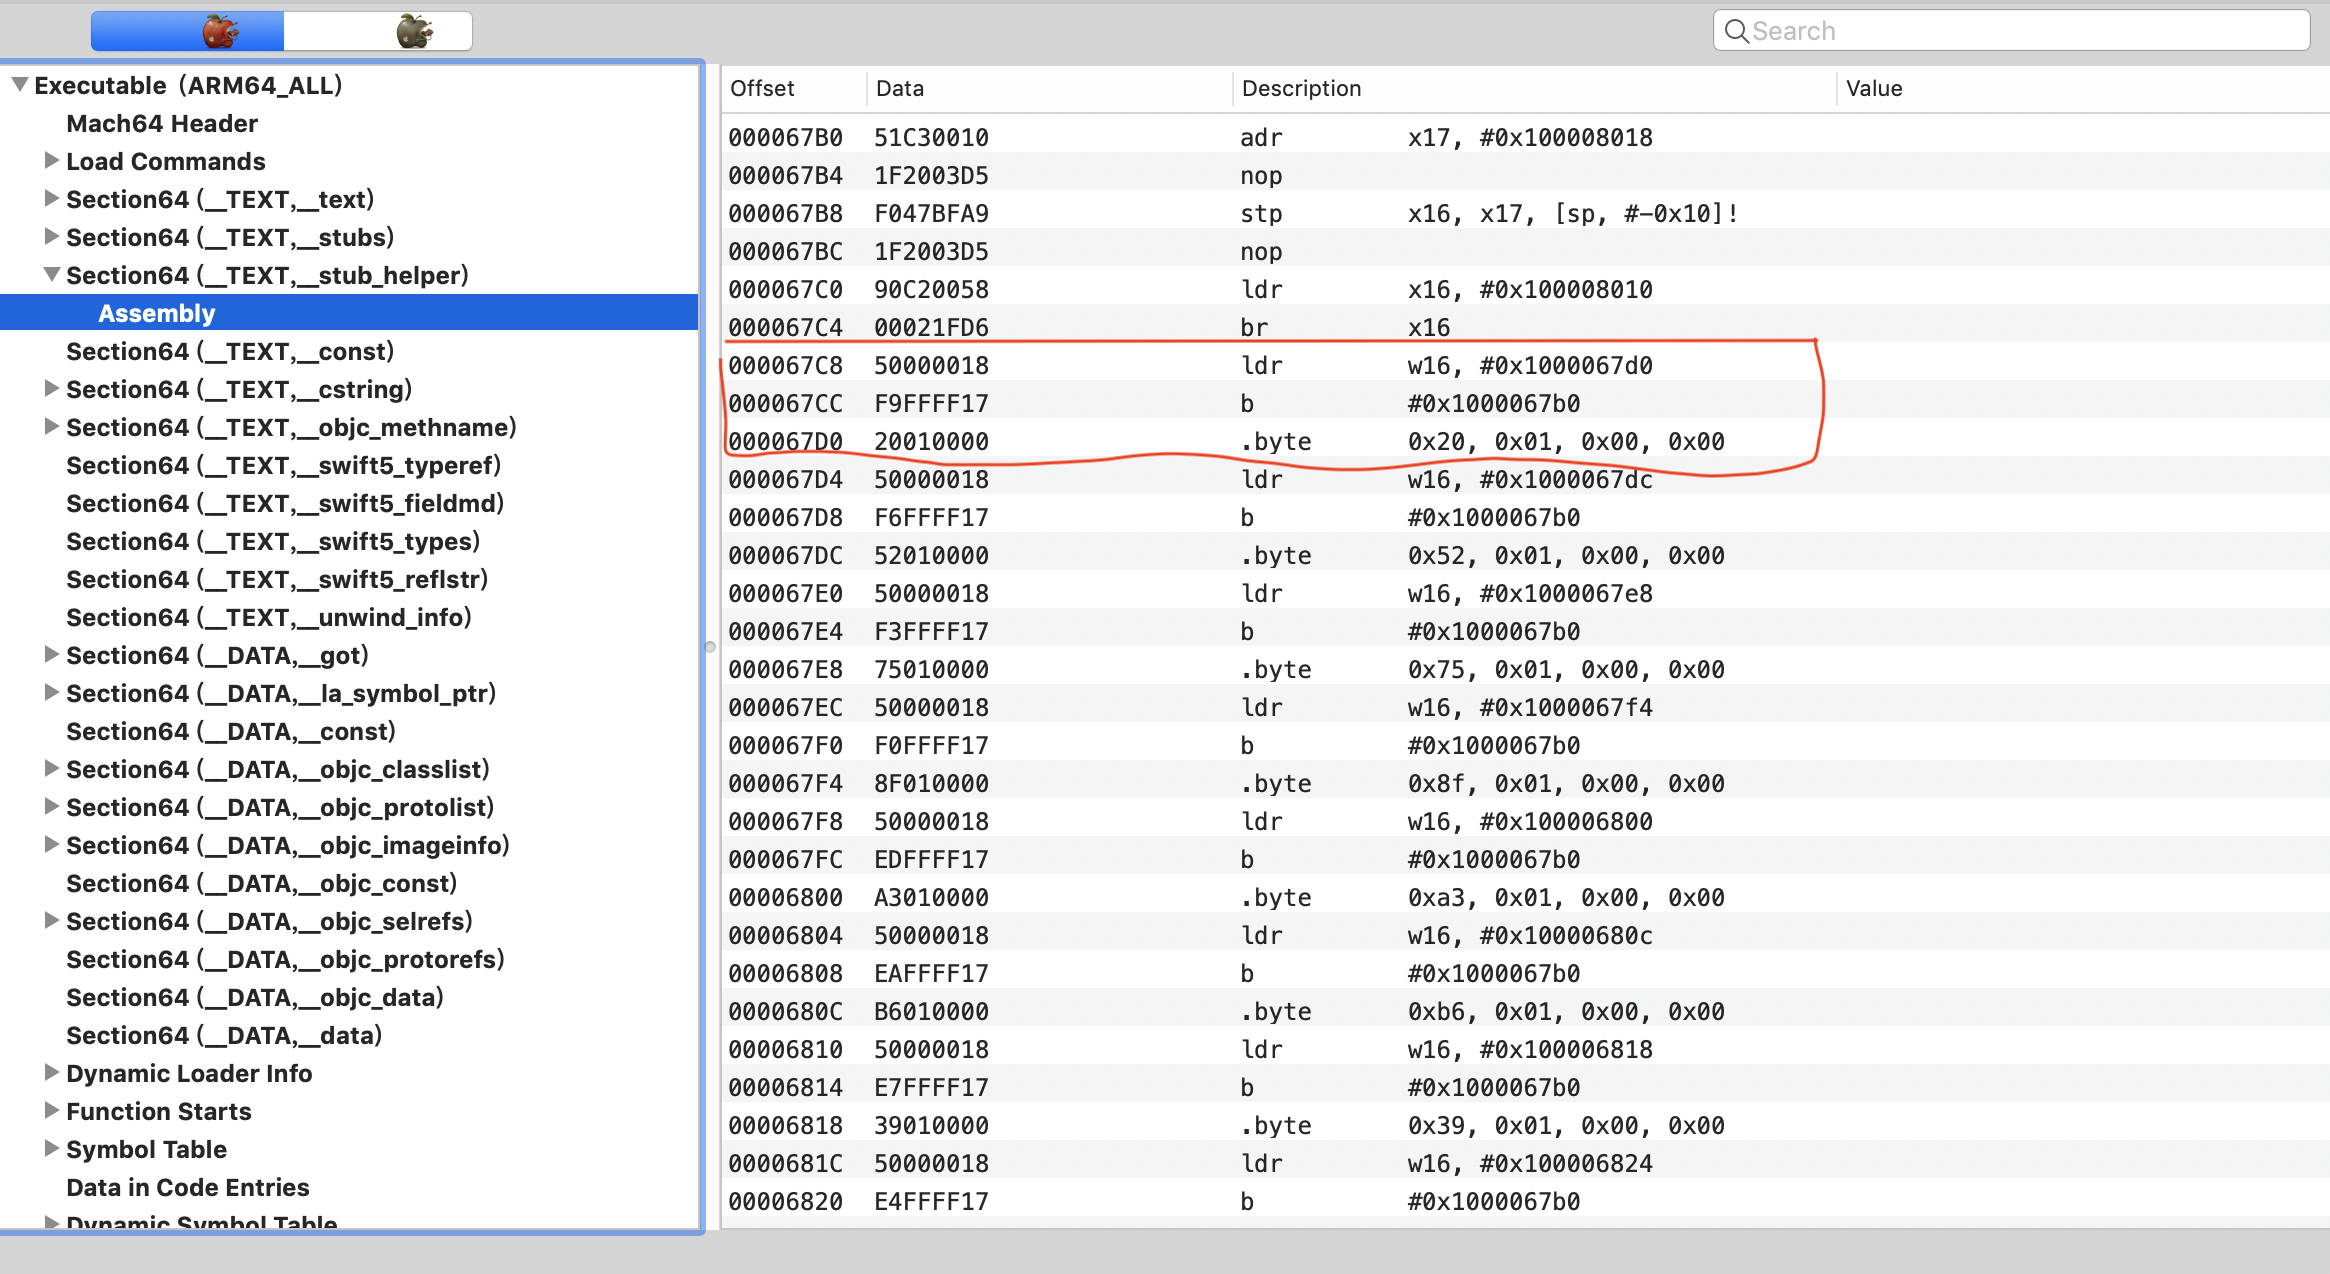 Search
Executable (ARM64_ALL)
Mach64 Header
Load Commands
Section64 (__TEXT,__text)
Section64 (__TEXT,__stubs)
Section64 (__TEXT,__stub_helper)
Assembly
Section64 (__TEXT,__const)
Section64 (__TEXT,__cstring)
Section64 (__TEXT,__objc_methname)
Section64 (__TEXT,__swift5_typeref)
Section64 (__TEXT,__swift5_fieldmd)
Section64 (__TEXT,__swift5_types)
Section64 (__TEXT,__swift5_reflstr)
Section64 (__TEXT,__unwind_info)
Section64 (__DATA,__got)
Section64 (__DATA,__la_symbol_ptr)
Section64 (__DATA,__const)
Section64 (__DATA,__objc_classlist)
Section64 (__DATA,__objc_protolist)
Section64 (__DATA,__objc_imageinfo)
Section64 (__DATA,__objc_const)
Section64 (__DATA,__objc_selrefs)
Section64 (__DATA,__objc_protorefs)
Section64 (__DATA,__objc_data)
Section64 (__DATA,__data)
Dynamic Loader Info
Function Starts
Symbol Table
Data in Code Entries
Dynamic Symbol Table
Offset Data Description Value
000067B0 51C30010 adr x17, #0x100008018
000067B4 1F2003D5 nop
000067B8 F047BFA9 stp x16, x17, [sp, #-0x10]!
000067BC 1F2003D5 nop
000067C0 90C20058 ldr x16, #0x100008010
000067C4 00021FD6 br x16
000067C8 50000018 ldr w16, #0x1000067d0
000067CC F9FFFF17 b #0x1000067b0
000067D0 20010000 .byte 0x20, 0x01, 0x00, 0x00
000067D4 50000018 ldr w16, #0x1000067dc
000067D8 F6FFFF17 b #0x1000067b0
000067DC 52010000 .byte 0x52, 0x01, 0x00, 0x00
000067E0 50000018 ldr w16, #0x1000067e8
000067E4 F3FFFF17 b #0x1000067b0
000067E8 75010000 .byte 0x75, 0x01, 0x00, 0x00
000067EC 50000018 ldr w16, #0x1000067f4
000067F0 F0FFFF17 b #0x1000067b0
000067F4 8F010000 .byte 0x8f, 0x01, 0x00, 0x00
000067F8 50000018 ldr w16, #0x100006800
000067FC EDFFFF17 b #0x1000067b0
00006800 A3010000 .byte 0xa3, 0x01, 0x00, 0x00
00006804 50000018 ldr w16, #0x10000680c
00006808 EAFFFF17 b #0x1000067b0
0000680C B6010000 .byte 0xb6, 0x01, 0x00, 0x00
00006810 50000018 ldr w16, #0x100006818
00006814 E7FFFF17 b #0x1000067b0
00006818 39010000 .byte 0x39, 0x01, 0x00, 0x00
0000681C 50000018 ldr w16, #0x100006824
00006820 E4FFFF17 b #0x1000067b0